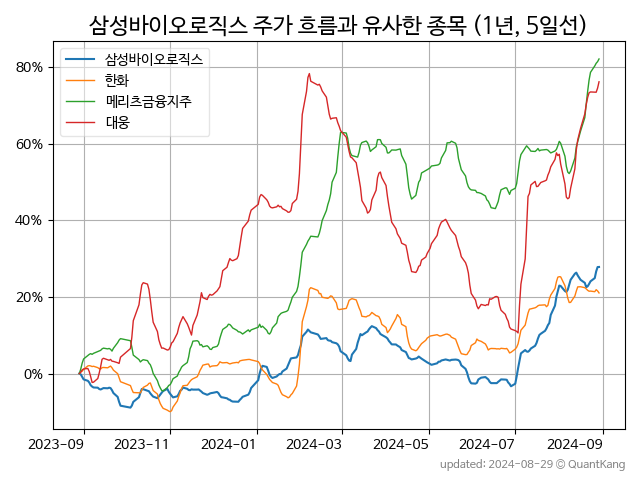 삼성바이오로직스 주가 흐름과 유사한 종목 (1년, 5일선)
삼성바이오로직스
한화
메리츠금융지주
대웅
80%
60%
40%
20%
0%
2023-09 2023-11 2024-01 2024-03 2024-05 2024-07 2024-09
updated: 2024-08-29 © QuantKang